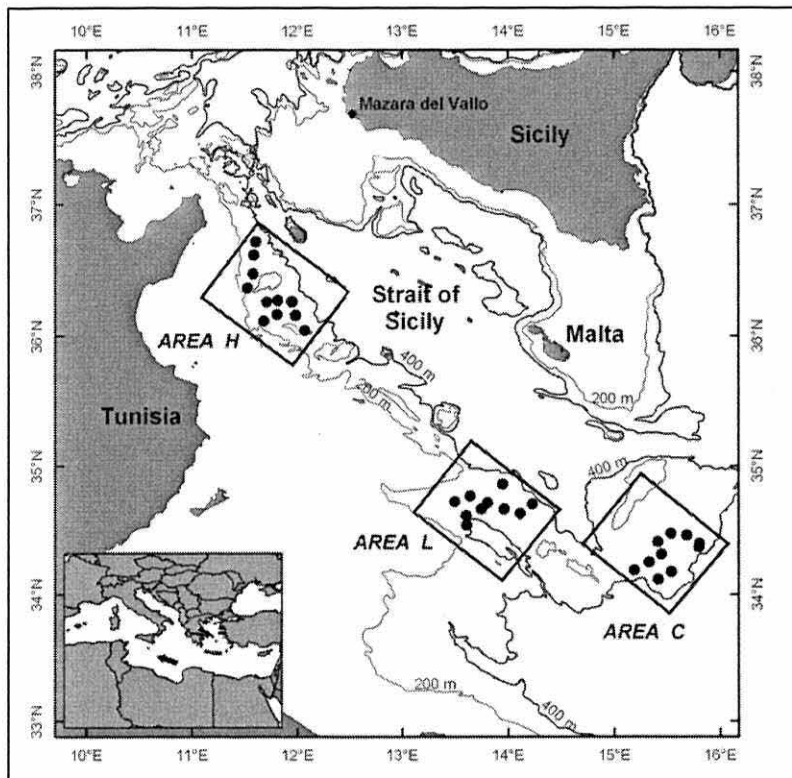 10°E 11°E 12°E 13°E 14°E 15°E 16°E
38°N 38°N
Mazara del Vallo
Sicily
37°N 37°N
Strait of
Sicily
Malta
AREA H
36°N 36°N
400 m
200 m
200 m
Tunisia
35°N 35°N
400 m
AREA L
34°N 34°N
AREA C
200 m
400 m
33°N 33°N
10°E 11°E 12°E 13°E 14°E 15°E 16°E